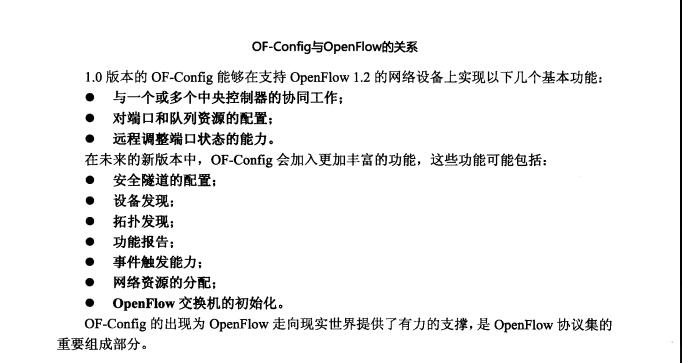 OF-Config与OpenFlow的关系
1.0 版本的 OF-Config 能够在支持 OpenFlow 1.2 的网络设备上实现以下几个基本功能：
● 与一个或多个中央控制器的协同工作；
● 对端口和队列资源的配置；
● 远程调整端口状态的能力。
在未来的新版本中，OF-Config 会加入更加丰富的功能，这些功能可能包括：
● 安全隧道的配置；
● 设备发现；
● 拓扑发现；
● 功能报告；
● 事件触发能力；
● 网络资源的分配；
● OpenFlow 交换机的初始化。
OF-Config 的出现为 OpenFlow 走向现实世界提供了有力的支撑，是 OpenFlow 协议集的
重要组成部分。